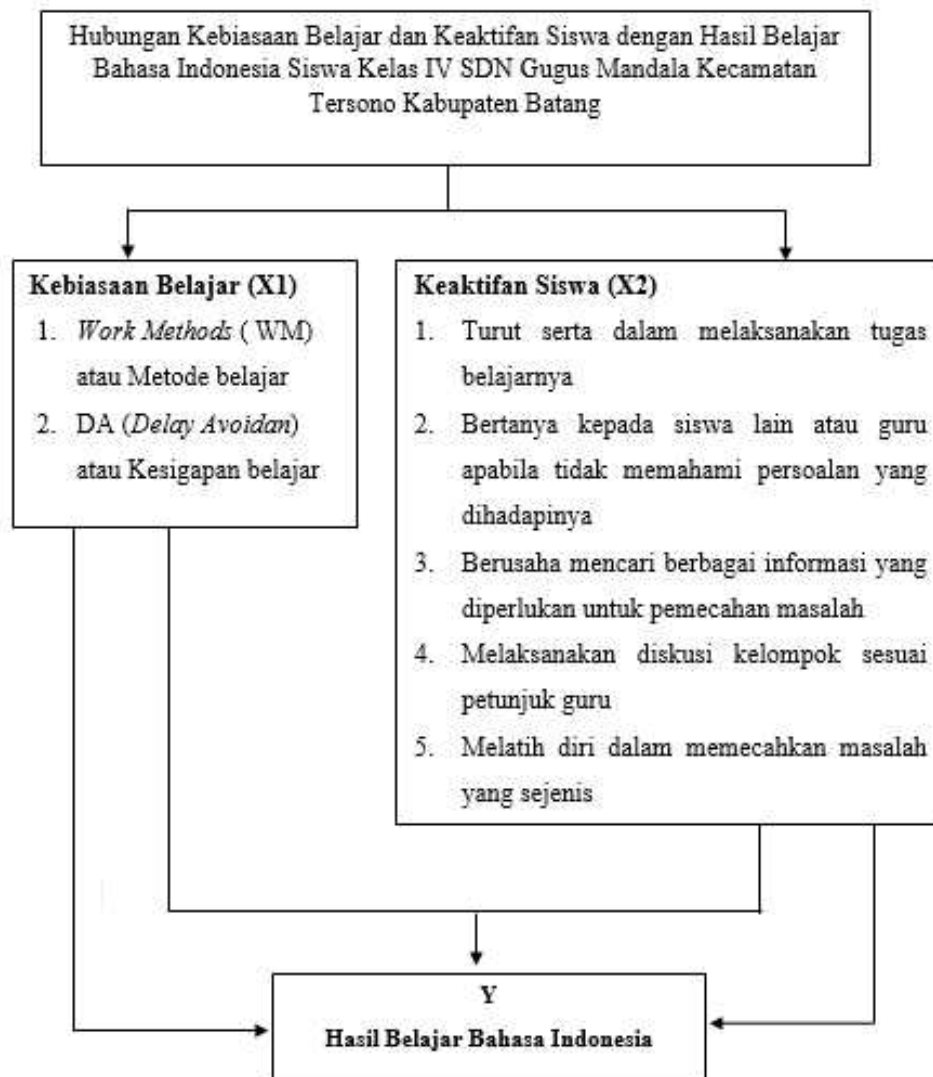 Hubungan Kebiasaan Belajar dan Keaktifan Siswa dengan Hasil Belajar
Bahasa Indonesia Siswa Kelas IV SDN Gugus Mandala Kecamatan
Tersono Kabupaten Batang
Kebiasaan Belajar (X1)
1. Work Methods ( WM)
atau Metode belajar
2. DA (Delay Avoidan)
atau Kesigapan belajar
Keaktifan Siswa (X2)
1. Turut serta dalam melaksanakan tugas
belajarnya
2. Bertanya kepada siswa lain atau guru
apabila tidak memahami persoalan yang
dihadapinya
3. Berusaha mencari berbagai informasi yang
diperlukan untuk pemecahan masalah
4. Melaksanakan diskusi kelompok sesuai
petunjuk guru
5. Melatih diri dalam memecahkan masalah
yang sejenis
Y
Hasil Belajar Bahasa Indonesia